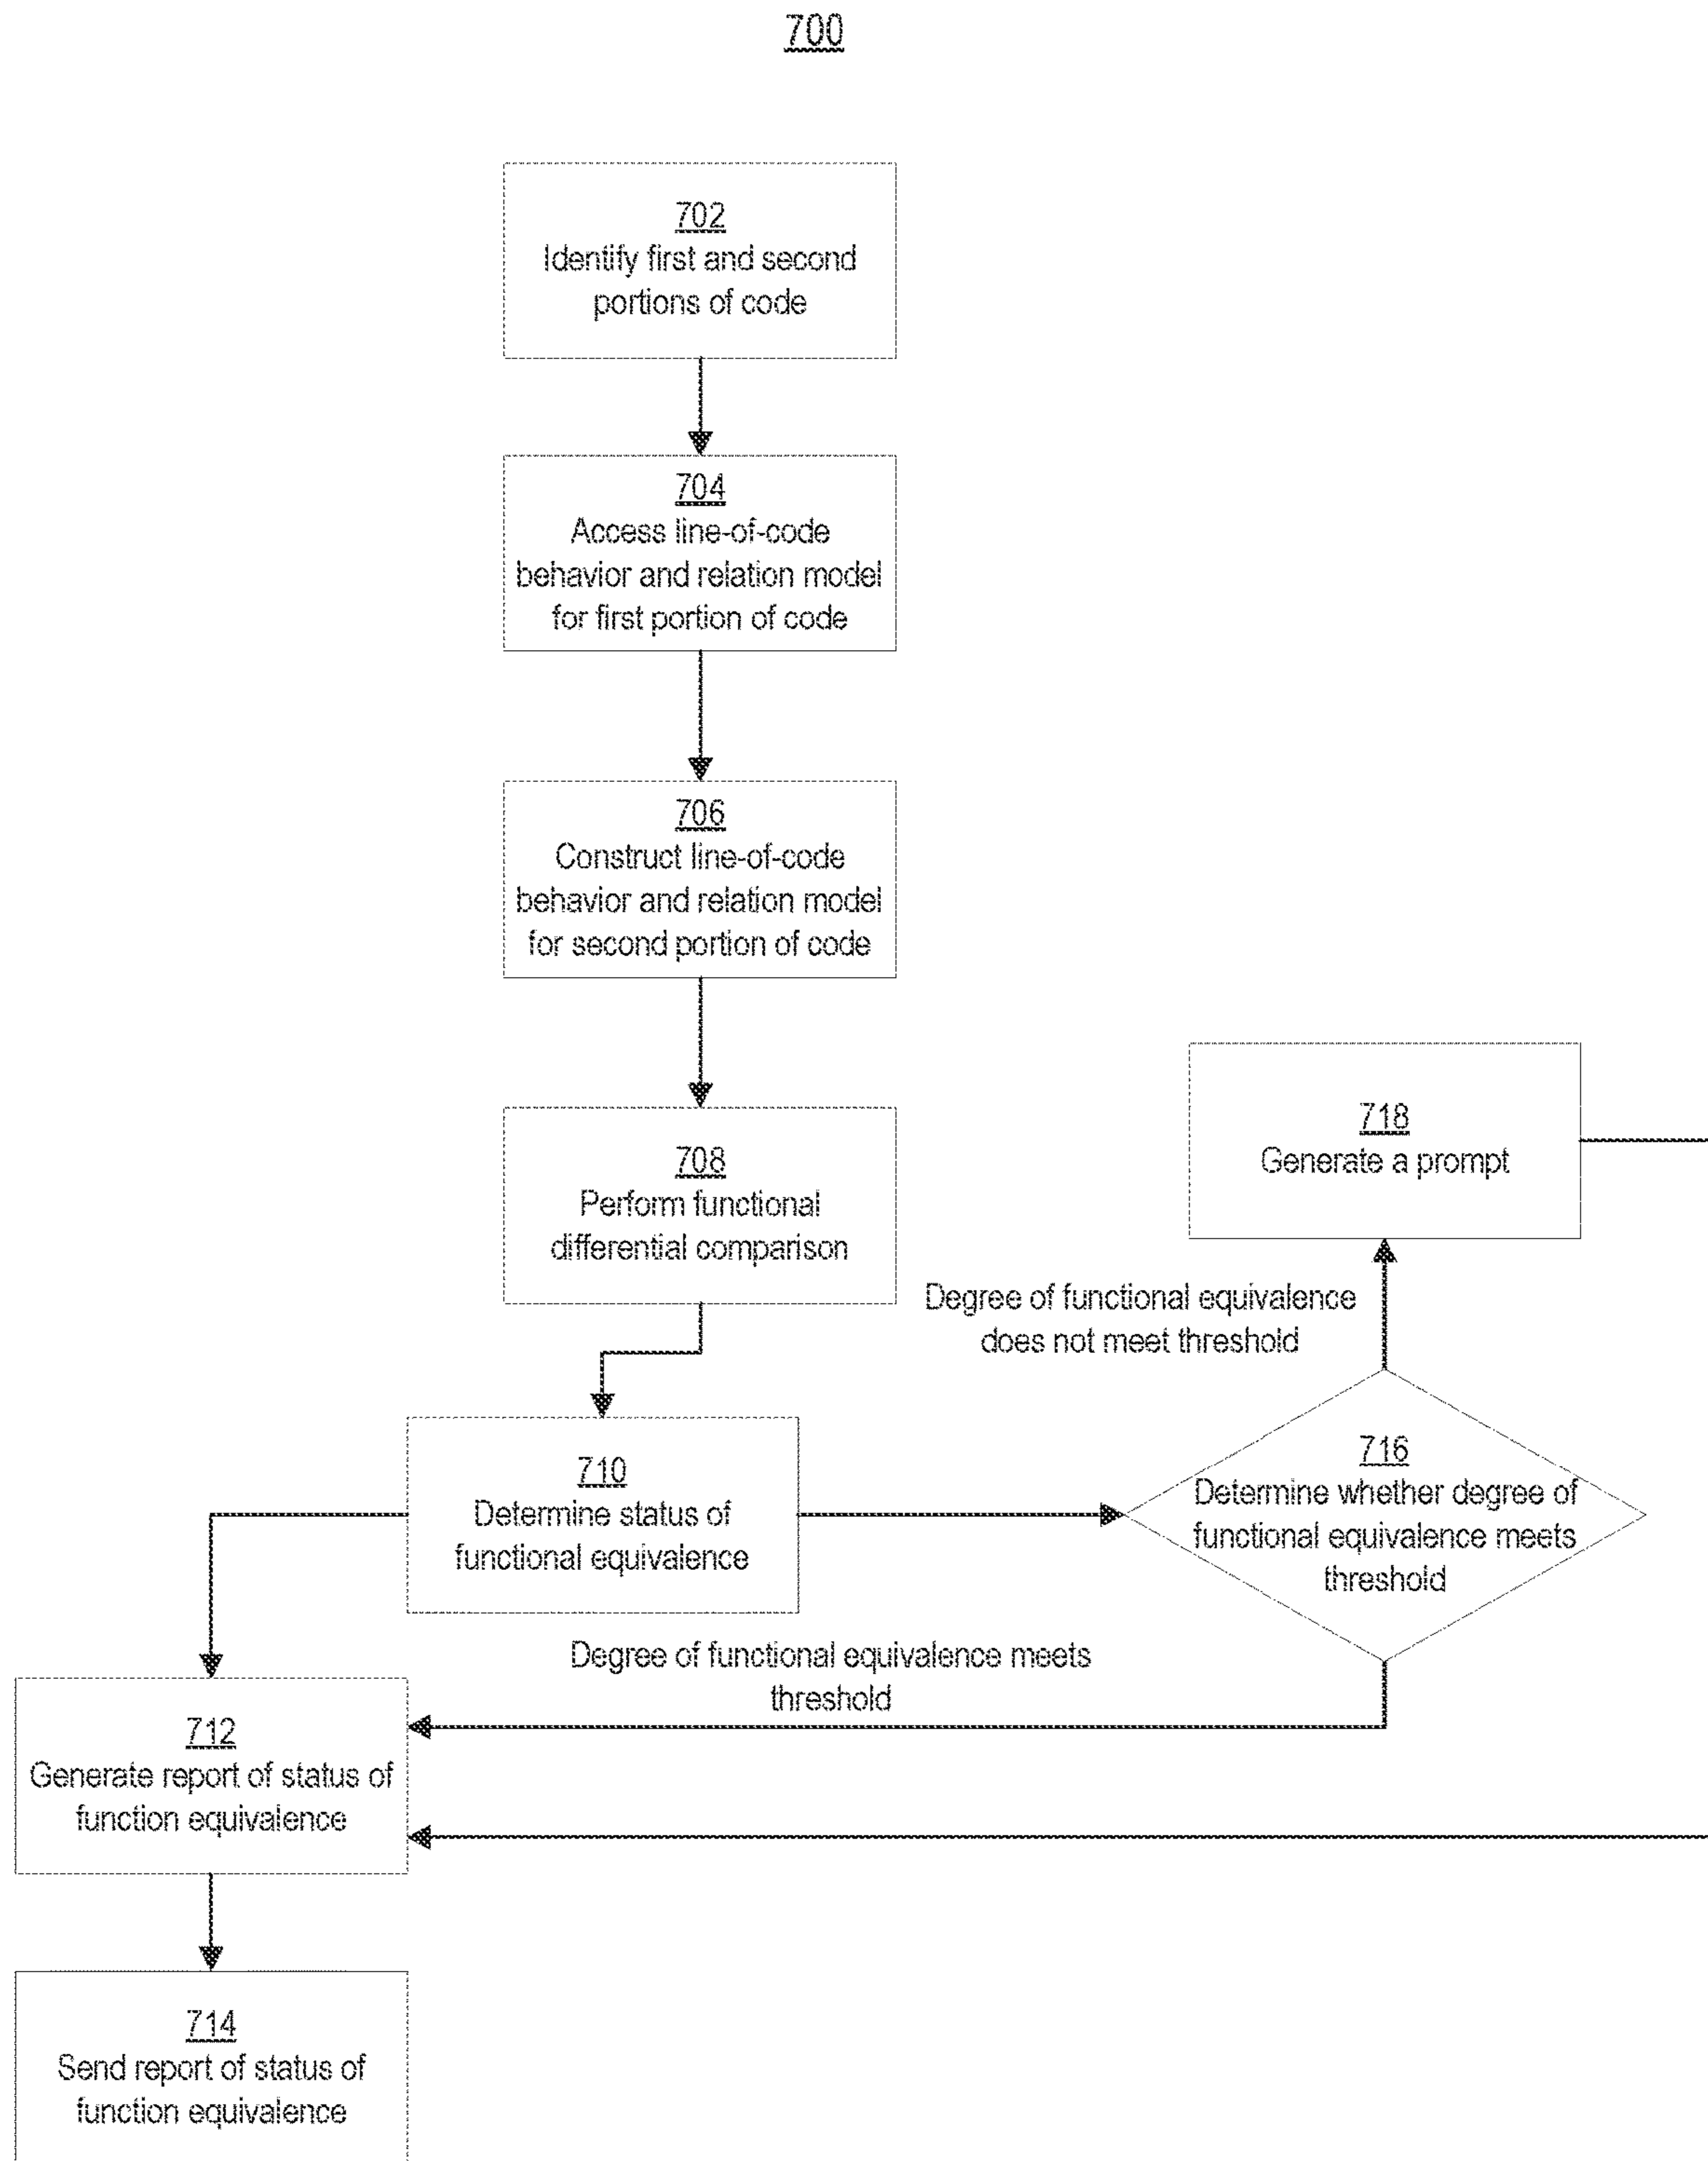 700
702
Identify first and second
portions of code
704
Access line-of-code
behavior and relation model
for first portion of code
706
Construct line-of-code
behavior and relation model
for second portion of code
708
Perform functional
differential comparison
718
Generate a prompt
Degree of functional equivalence
does not meet threshold
710
Determine status of
functional equivalence
716
Determine whether degree of
functional equivalence meets
threshold
Degree of functional equivalence meets
threshold
712
Generate report of status of
function equivalence
714
Send report of status of
function equivalence